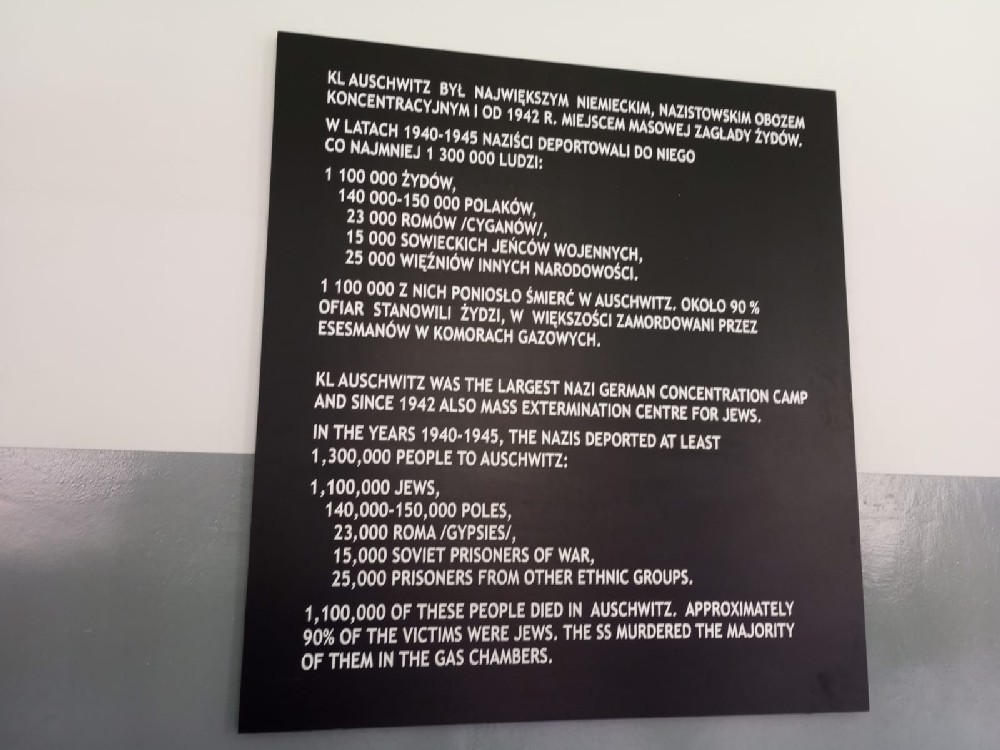 KL AUSCHWITZ BYŁ NAJWIĘKSZYM NIEMIECKIM, NAZISTOWSKIM OBOZEM
KONCENTRACYJNYM I OD 1942 R. MIEJSCEM MASOWEJ ZAGŁADY ŻYDÓW.
W LATACH 1940-1945 NAZIŚCI DEPORTOWALI DO NIEGO
CO NAJMNIEJ 1 300 000 LUDZI:
1 100 000 ŻYDÓW,
140 000-150 000 POLAKÓW,
23 000 ROMÓW /CYGANÓW/,
15 000 SOWIECKICH JEŃCÓW WOJENNYCH,
25 000 WIĘŹNIÓW INNYCH NARODOWOŚCI.
1 100 000 Z NICH PONIOSŁO ŚMIERĆ W AUSCHWITZ. OKOŁO 90 %
OFIAR STANOWILI ŻYDZI, W WIĘKSZOŚCI ZAMORDOWANI PRZEZ
ESESMANÓW W KOMORACH GAZOWYCH.
KL AUSCHWITZ WAS THE LARGEST NAZI GERMAN CONCENTRATION CAMP
AND SINCE 1942 ALSO MASS EXTERMINATION CENTRE FOR JEWS.
IN THE YEARS 1940-1945, THE NAZIS DEPORTED AT LEAST
1,300,000 PEOPLE TO AUSCHWITZ:
1,100,000 JEWS,
140,000-150,000 POLES,
23,000 ROMA /GYPSIES/,
15,000 SOVIET PRISONERS OF WAR,
25,000 PRISONERS FROM OTHER ETHNIC GROUPS.
1,100,000 OF THESE PEOPLE DIED IN AUSCHWITZ. APPROXIMATELY
90% OF THE VICTIMS WERE JEWS. THE SS MURDERED THE MAJORITY
OF THEM IN THE GAS CHAMBERS.